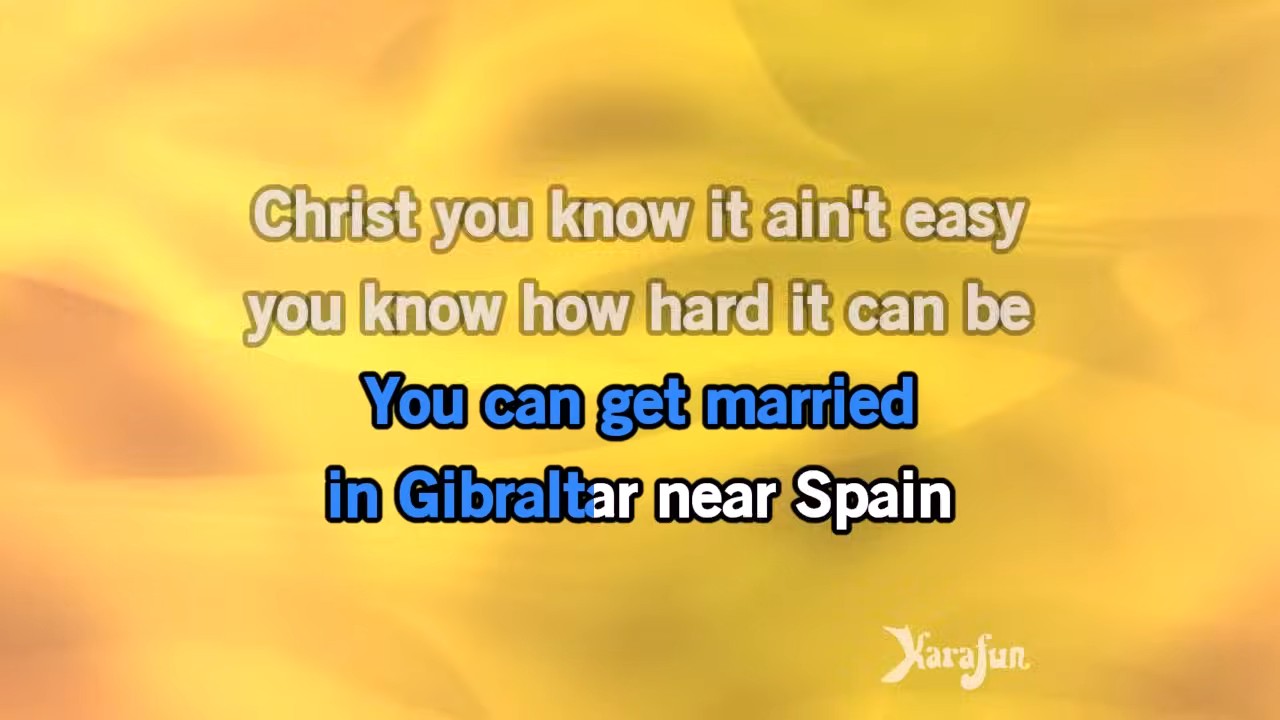 Christ you know it ain't easy
you know how hard it can be
You can get married
in Gibraltar near Spain
Karafun